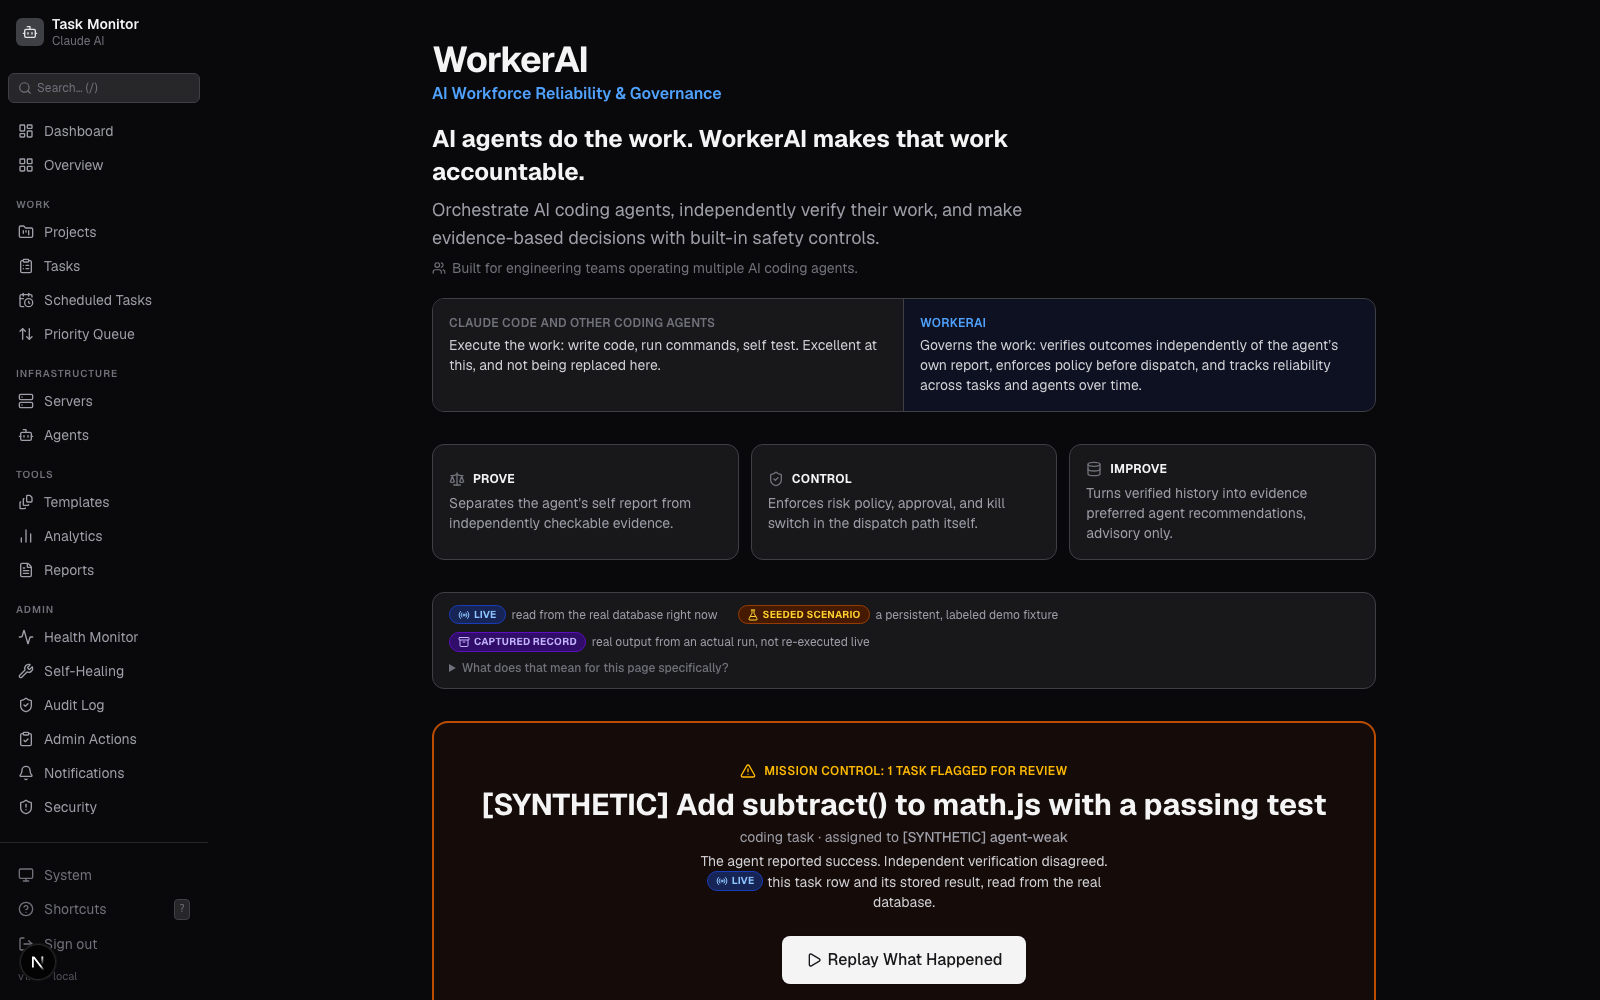 Task Monitor
Claude AI
Search... (/)
Dashboard
Overview
WORK
Projects
Tasks
Scheduled Tasks
Priority Queue
INFRASTRUCTURE
Servers
Agents
TOOLS
Templates
Analytics
Reports
ADMIN
Health Monitor
Self-Healing
Audit Log
Admin Actions
Notifications
Security
System
Shortcuts ?
Sign out
N
local
WorkerAI
AI Workforce Reliability & Governance
AI agents do the work. WorkerAI makes that work
accountable.
Orchestrate AI coding agents, independently verify their work, and make
evidence-based decisions with built-in safety controls.
Built for engineering teams operating multiple AI coding agents.
CLAUDE CODE AND OTHER CODING AGENTS
Execute the work: write code, run commands, self test. Excellent at
this, and not being replaced here.
WORKERAI
Governs the work: verifies outcomes independently of the agent's
own report, enforces policy before dispatch, and tracks reliability
across tasks and agents over time.
PROVE
Separates the agent's self report from
independently checkable evidence.
CONTROL
Enforces risk policy, approval, and kill
switch in the dispatch path itself.
IMPROVE
Turns verified history into evidence
preferred agent recommendations,
advisory only.
LIVE read from the real database right now SEEDED SCENARIO a persistent, labeled demo fixture
CAPTURED RECORD real output from an actual run, not re-executed live
What does that mean for this page specifically?
MISSION CONTROL: 1 TASK FLAGGED FOR REVIEW
[SYNTHETIC] Add subtract() to math.js with a passing test
coding task · assigned to [SYNTHETIC] agent-weak
The agent reported success. Independent verification disagreed.
LIVE this task row and its stored result, read from the real
database.
Replay What Happened